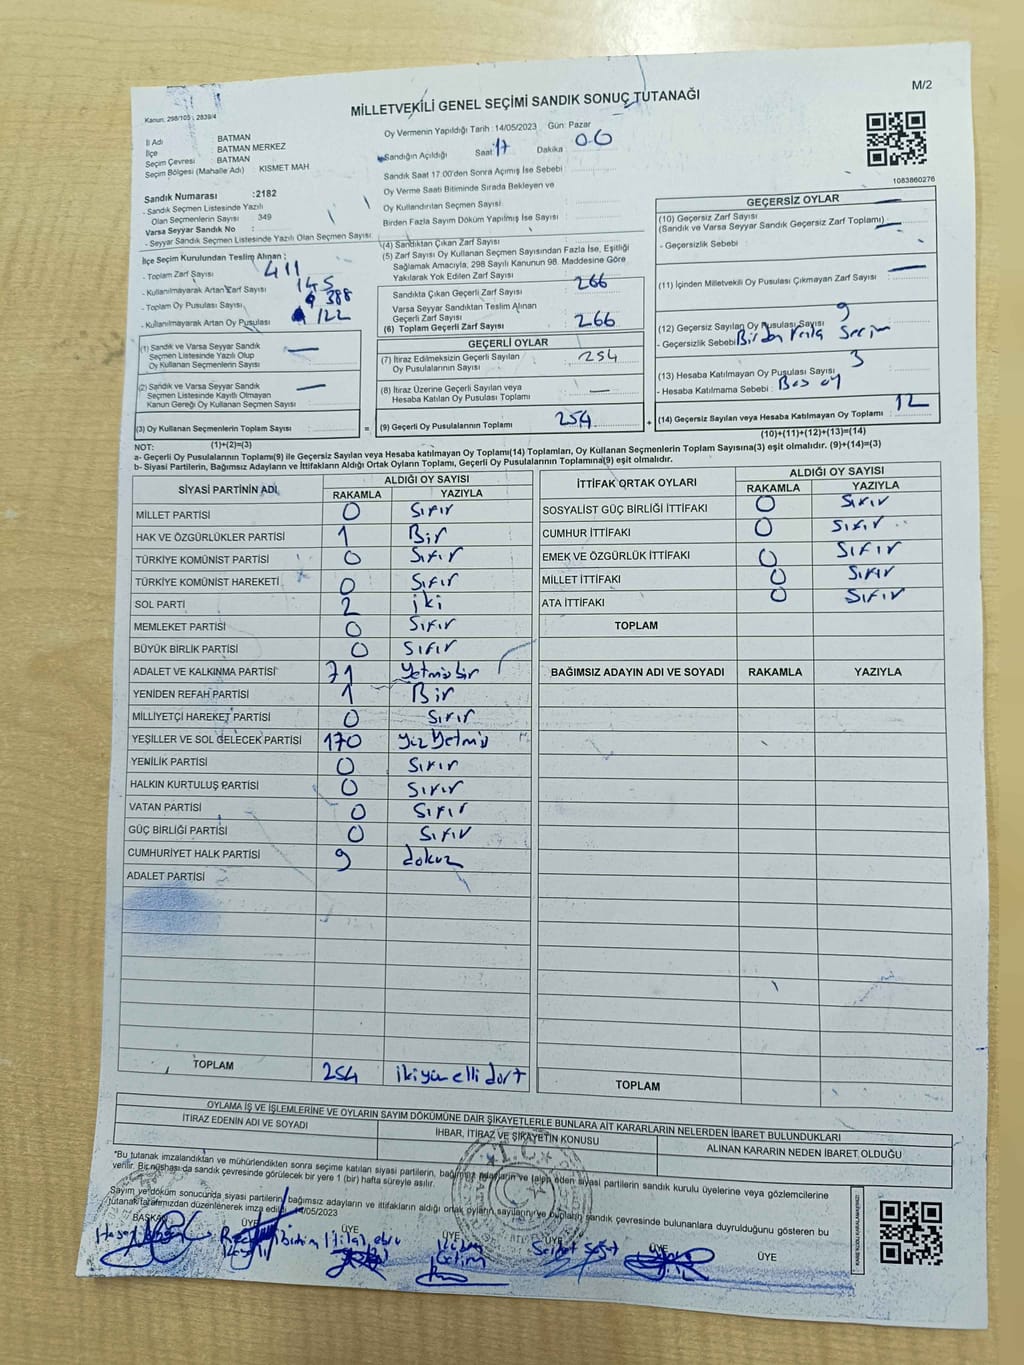 M/2
Kanun: 298/105 ; 2839/4
MİLLETVEKİLİ GENEL SEÇİMİ SANDIK SONUÇ TUTANAĞI
İl Adı : BATMAN
İlçe : BATMAN MERKEZ
Seçim Çevresi : BATMAN
Seçim Bölgesi (Mahalle Adı) : KISMET MAH
Oy Vermenin Yapıldığı Tarih :14/05/2023 Gün: Pazar
Sandığın Açıldığı Saat 17 Dakika 06
Sandık Saat 17:00'den Sonra Açımış İse Sebebi
Oy Verme Saati Bitiminde Sırada Bekleyen ve
Oy Kullandırılan Seçmen Sayısı
Birden Fazla Sayım Döküm Yapılmış İse Sayısı
1083860276
Sandık Numarası :2182
- Sandık Seçmen Listesinde Yazılı
Olan Seçmenlerin Sayısı : 349
Varsa Seyyar Sandık No :
- Seyyar Sandık Seçmen Listesinde Yazılı Olan Seçmen Sayısı:
İlçe Seçim Kurulundan Teslim Alınan ;
- Toplam Zarf Sayısı : 411
- Kullanılmayarak Artan Zarf Sayısı : 145
- Toplam Oy Pusulası Sayısı : 388
- Kullanılmayarak Artan Oy Pusulası : 122
(1) Sandık ve Varsa Seyyar Sandık
Seçmen Listesinde Yazılı Olup
Oy Kullanan Seçmenlerin Sayısı —
(2) Sandık ve Varsa Seyyar Sandık
Seçmen Listesinde Kayıtlı Olmayan
Kanun Gereği Oy Kullanan Seçmen Sayısı —
(3) Oy Kullanan Seçmenlerin Toplam Sayısı
(1)+(2)=(3)
(4) Sandıktan Çıkan Zarf Sayısı
(5) Zarf Sayısı Oy Kullanan Seçmen Sayısından Fazla İse, Eşitliği
Sağlamak Amacıyla, 298 Sayılı Kanunun 98. Maddesine Göre
Yakılarak Yok Edilen Zarf Sayısı
Sandıkta Çıkan Geçerli Zarf Sayısı : 266
Varsa Seyyar Sandıktan Teslim Alınan
Geçerli Zarf Sayısı
(6) Toplam Geçerli Zarf Sayısı : 266
GEÇERLİ OYLAR
(7) İtiraz Edilmeksizin Geçerli Sayılan
Oy Pusulalarının Sayısı : 254
(8) İtiraz Üzerine Geçerli Sayılan veya
Hesaba Katılan Oy Pusulası Toplamı : —
= (9) Geçerli Oy Pusulalarının Toplamı : 254 +
GEÇERSİZ OYLAR
(10) Geçersiz Zarf Sayısı
(Sandık ve Varsa Seyyar Sandık Geçersiz Zarf Toplamı) : —
- Geçersizlik Sebebi :
(11) İçinden Milletvekili Oy Pusulası Çıkmayan Zarf Sayısı : —
(12) Geçersiz Sayılan Oy Pusulası Sayısı : 9
- Geçersizlik Sebebi : Birden Fazla Seçim
(13) Hesaba Katılmayan Oy Pusulası Sayısı : 3
- Hesaba Katılmama Sebebi : Boş oy
(14) Geçersiz Sayılan veya Hesaba Katılmayan Oy Toplamı : 12
(10)+(11)+(12)+(13)=(14)
NOT:
a- Geçerli Oy Pusulalarının Toplamı(9) ile Geçersiz Sayılan veya Hesaba katılmayan Oy Toplamı(14) Toplamları, Oy Kullanan Seçmenlerin Toplam Sayısına(3) eşit olmalıdır. (9)+(14)=(3)
b- Siyasi Partilerin, Bağımsız Adayların ve İttifakların Aldığı Ortak Oyların Toplamı, Geçerli Oy Pusulalarının Toplamına(9) eşit olmalıdır.
SİYASİ PARTİNİN ADI ALDIĞI OY SAYISI
RAKAMLA YAZIYLA
MİLLET PARTİSİ 0 Sıfır
HAK VE ÖZGÜRLÜKLER PARTİSİ 1 Bir
TÜRKİYE KOMÜNİST PARTİSİ 0 Sıfır
TÜRKİYE KOMÜNİST HAREKETİ 0 Sıfır
SOL PARTİ 2 iki
MEMLEKET PARTİSİ 0 Sıfır
BÜYÜK BİRLİK PARTİSİ 0 Sıfır
ADALET VE KALKINMA PARTİSİ 71 Yetmişbir
YENİDEN REFAH PARTİSİ 1 Bir
MİLLİYETÇİ HAREKET PARTİSİ 0 Sıfır
YEŞİLLER VE SOL GELECEK PARTİSİ 170 Yüz Yetmiş
YENİLİK PARTİSİ 0 Sıfır
HALKIN KURTULUŞ PARTİSİ 0 Sıfır
VATAN PARTİSİ 0 Sıfır
GÜÇ BİRLİĞİ PARTİSİ 0 Sıfır
CUMHURİYET HALK PARTİSİ 9 dokuz
ADALET PARTİSİ
TOPLAM 254 ikiyüz elli dört
İTTİFAK ORTAK OYLARI ALDIĞI OY SAYISI
RAKAMLA YAZIYLA
SOSYALİST GÜÇ BİRLİĞİ İTTİFAKI 0 Sıfır
CUMHUR İTTİFAKI 0 Sıfır
EMEK VE ÖZGÜRLÜK İTTİFAKI 0 Sıfır
MİLLET İTTİFAKI 0 Sıfır
ATA İTTİFAKI 0 Sıfır
TOPLAM
BAĞIMSIZ ADAYIN ADI VE SOYADI RAKAMLA YAZIYLA
TOPLAM
OYLAMA İŞ VE İŞLEMLERİNE VE OYLARIN SAYIM DÖKÜMÜNE DAİR ŞİKAYETLERLE BUNLARA AİT KARARLARIN NELERDEN İBARET BULUNDUKLARI
İTİRAZ EDENİN ADI VE SOYADI İHBAR, İTİRAZ VE ŞİKAYETİN KONUSU ALINAN KARARIN NEDEN İBARET OLDUĞU
*Bu tutanak imzalandıktan ve mühürlendikten sonra seçime katılan siyasi partilerin, bağımsız adayların ve talep eden siyasi partilerin sandık kurulu üyelerine veya gözlemcilerine
verilir. Bir nüshası da sandık çevresinde görülecek bir yere 1 (bir) hafta süreyle asılır.
Sayım ve döküm sonucunda siyasi partilerin, bağımsız adayların ve ittifakların aldığı ortak oyların sayılarını ve bunların sandık çevresinde bulunanlara duyrulduğunu gösteren bu
tutanak tarafımızdan düzenlenerek imza edildi. 14/05/2023
BAŞKAN ÜYE ÜYE ÜYE ÜYE ÜYE ÜYE